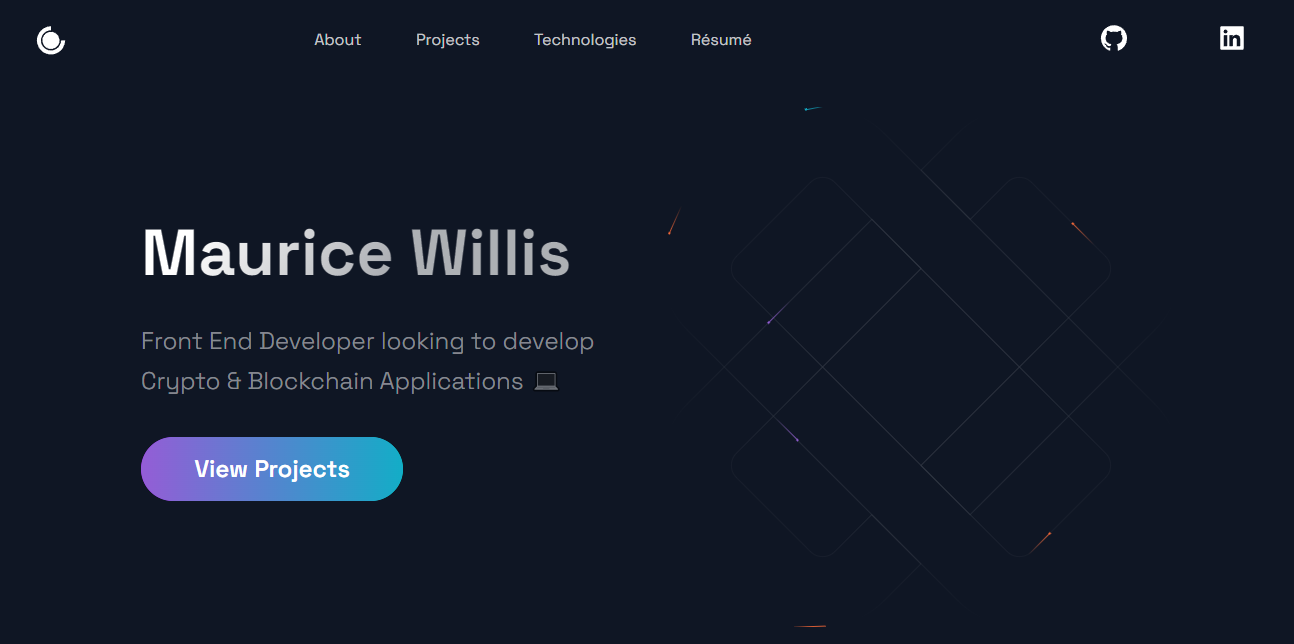 About Projects Technologies Résumé
Maurice Willis
Front End Developer looking to develop
Crypto & Blockchain Applications 💻
View Projects